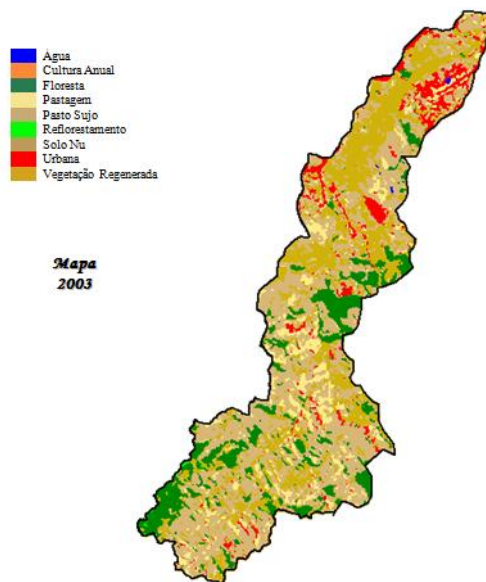 Água
Cultura Anual
Floresta
Pastagem
Pasto Sujo
Reflorestamento
Solo Nu
Urbana
Vegetação Regenerada
Mapa
2003